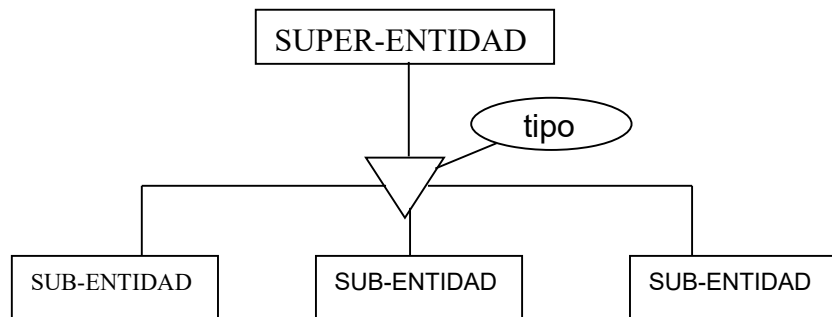 SUPER-ENTIDAD
tipo
SUB-ENTIDAD
SUB-ENTIDAD
SUB-ENTIDAD